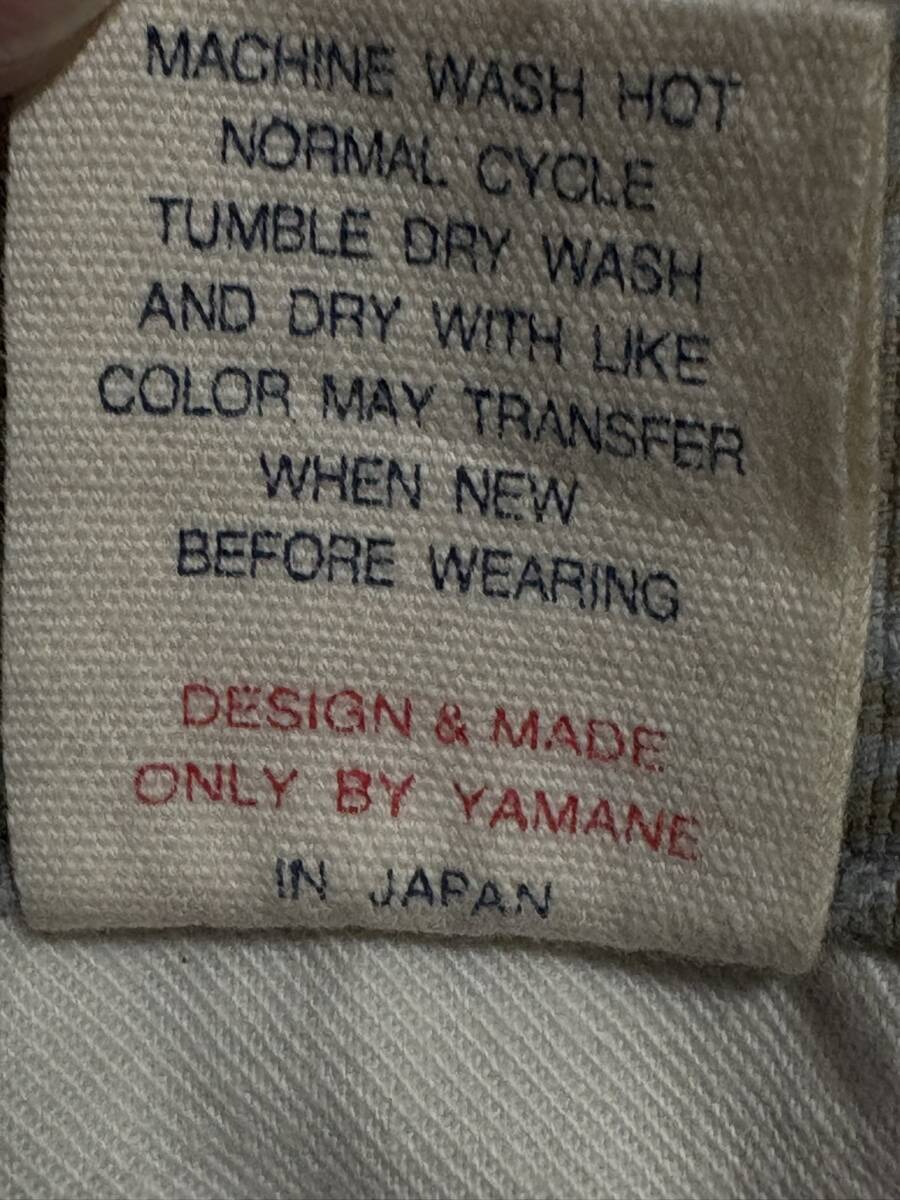 MACHINE WASH HOT
NORMAL CYCLE
TUMBLE DRY WASH
AND DRY WITH LIKE
COLOR MAY TRANSFER
WHEN NEW
BEFORE WEARING
DESIGN & MADE
ONLY BY YAMANE
IN JAPAN